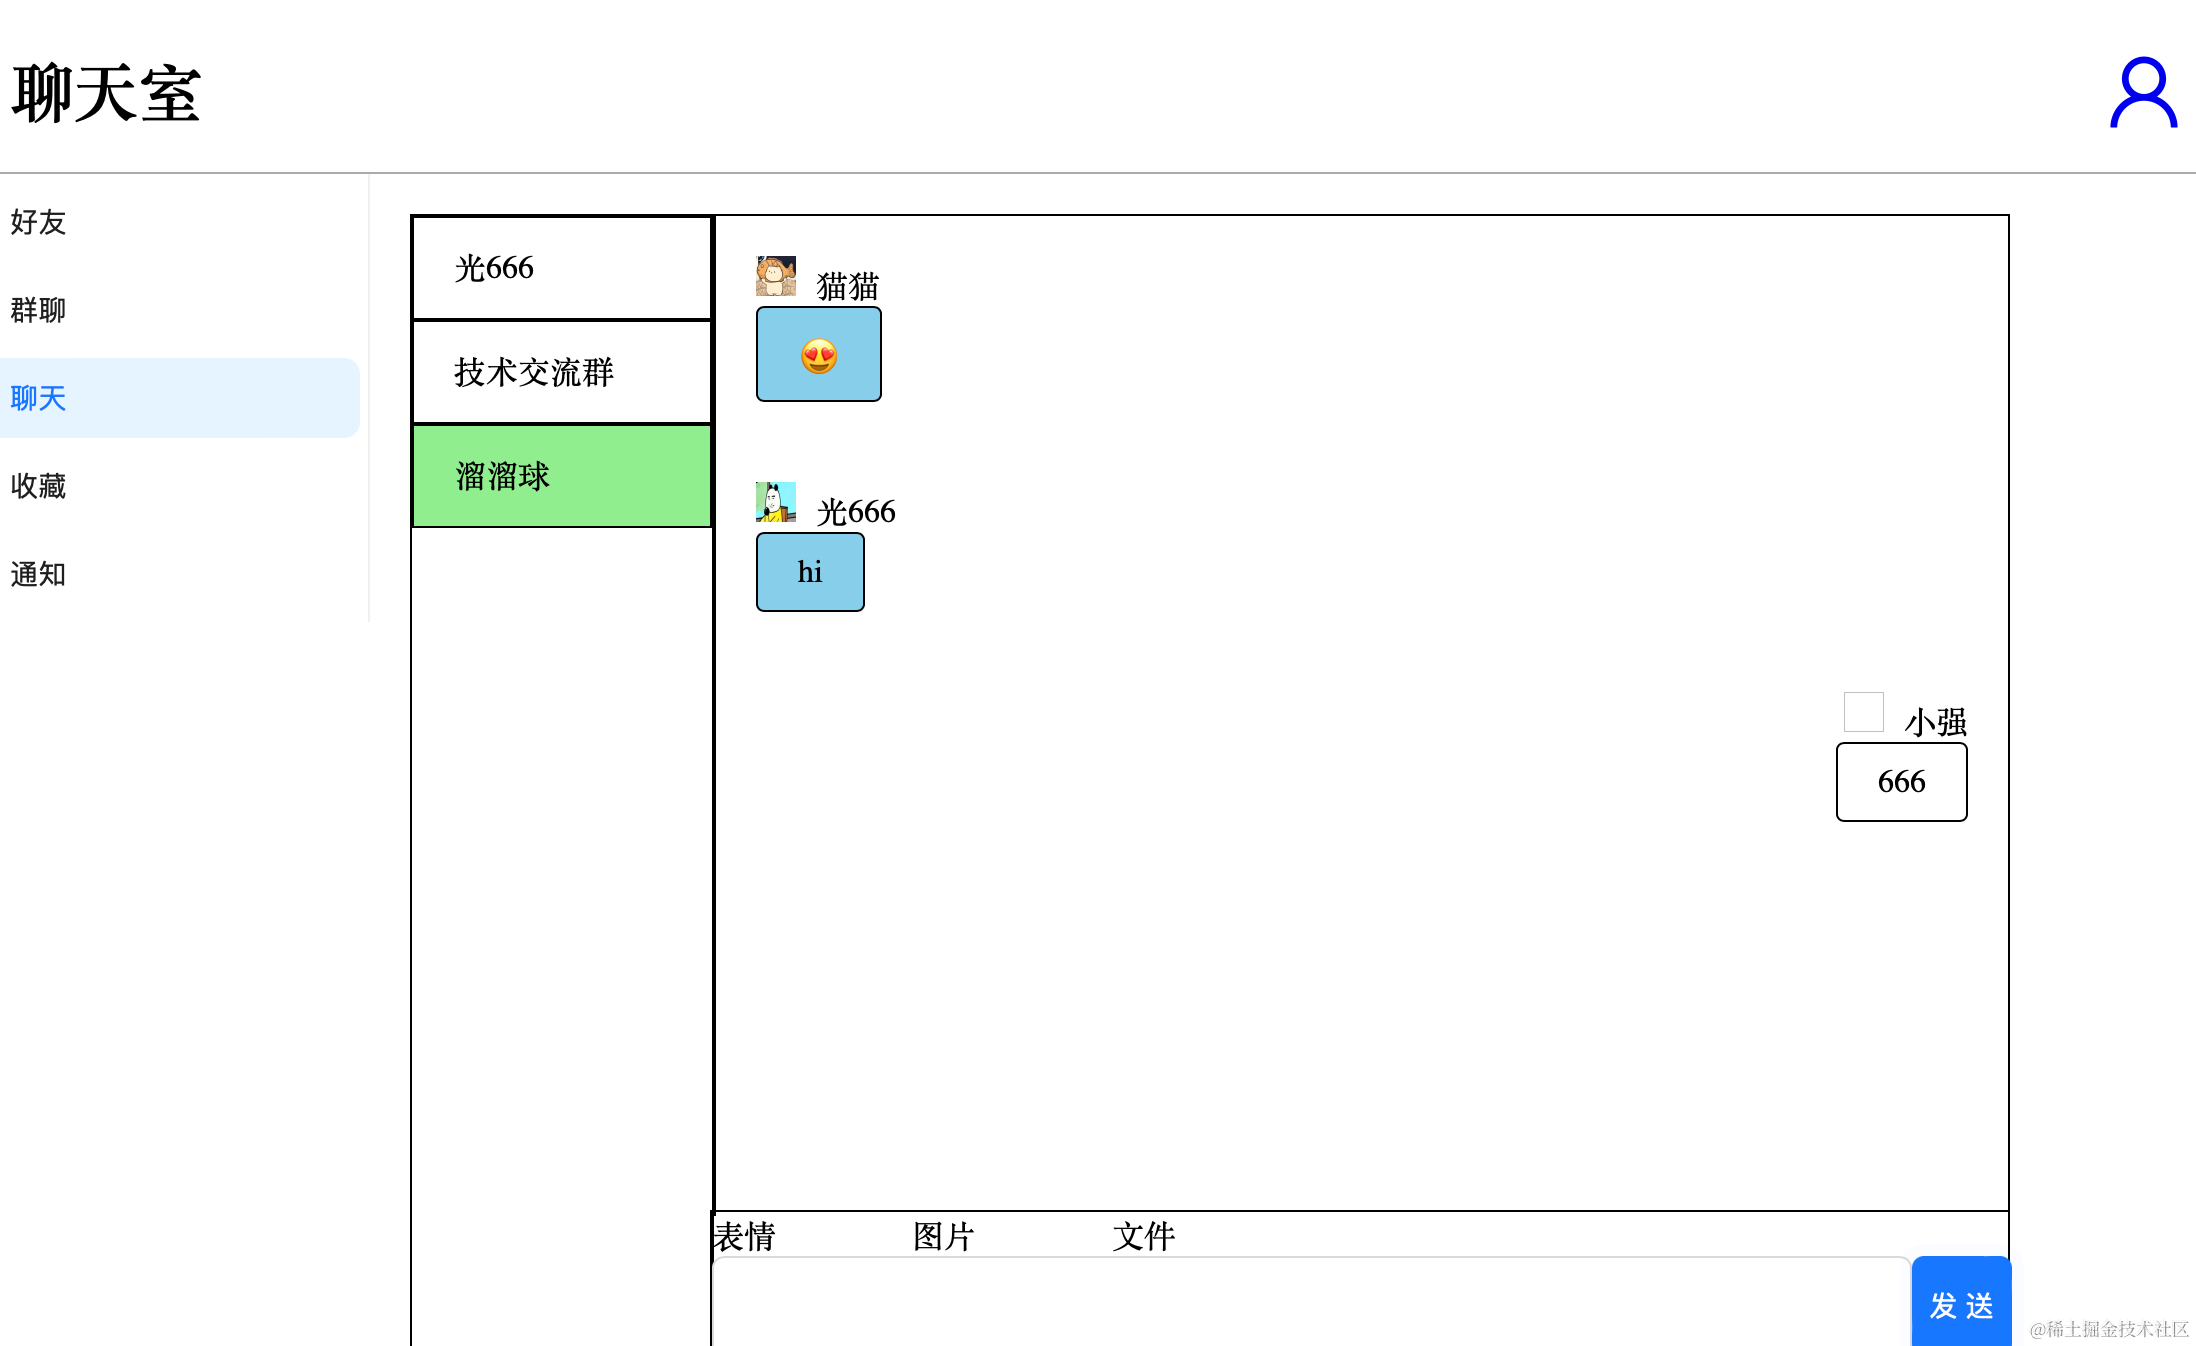 聊天室
好友
群聊
聊天
收藏
通知
光666
技术交流群
溜溜球
猫猫
光666
hi
小强
666
表情 图片 文件
发 送
@稀土掘金技术社区